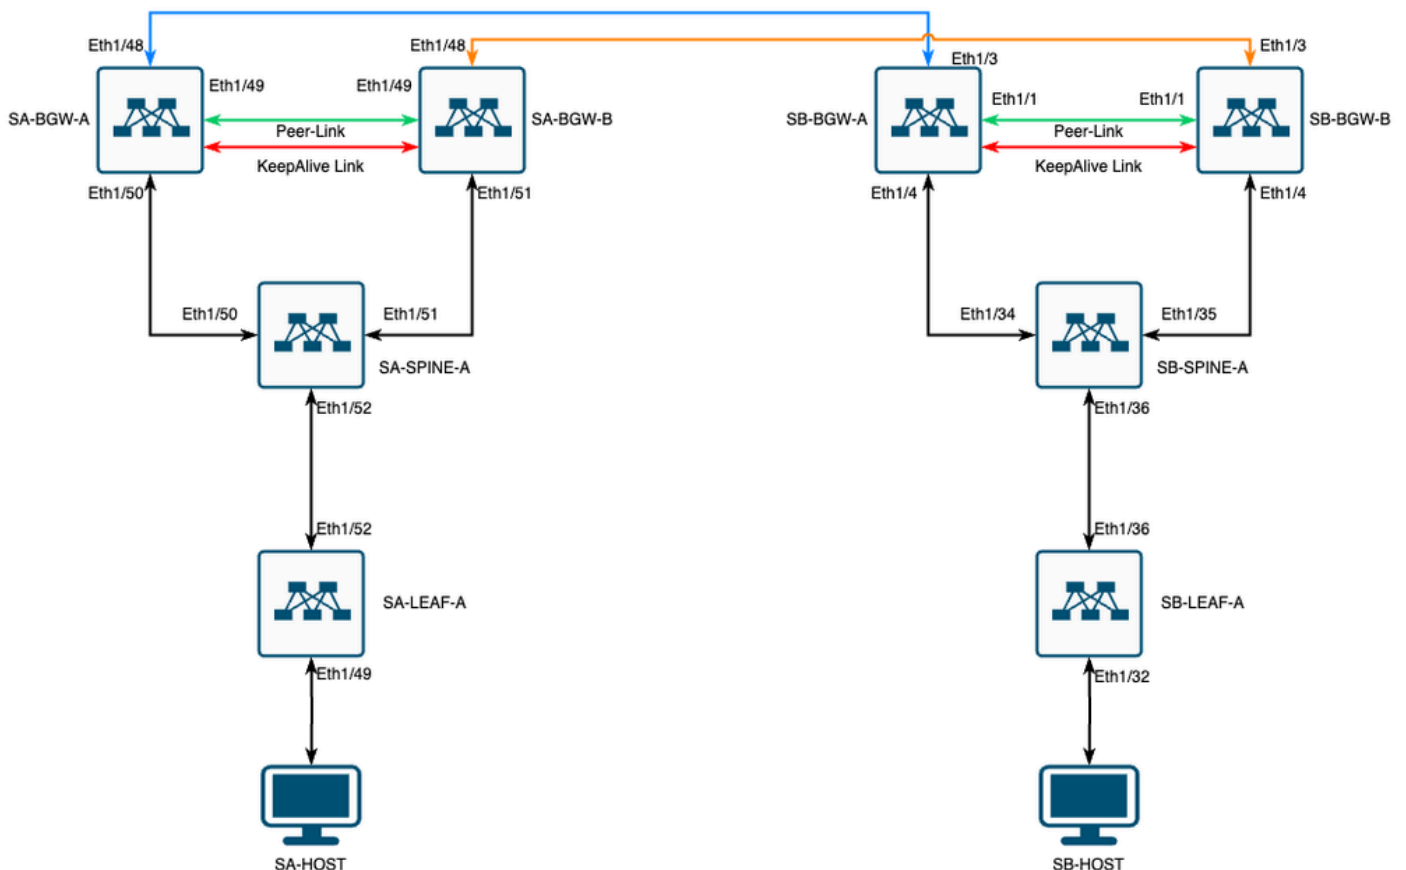 Eth1/48
Eth1/48
Eth1/3
Eth1/3
Eth1/49
Eth1/49
Eth1/1
Eth1/1
SA-BGW-A
Peer-Link
SA-BGW-B
SB-BGW-A
Peer-Link
SB-BGW-B
KeepAlive Link
KeepAlive Link
Eth1/50
Eth1/51
Eth1/4
Eth1/4
Eth1/50
Eth1/51
Eth1/34
Eth1/35
SA-SPINE-A
SB-SPINE-A
Eth1/52
Eth1/36
Eth1/52
Eth1/36
SA-LEAF-A
SB-LEAF-A
Eth1/49
Eth1/32
SA-HOST
SB-HOST